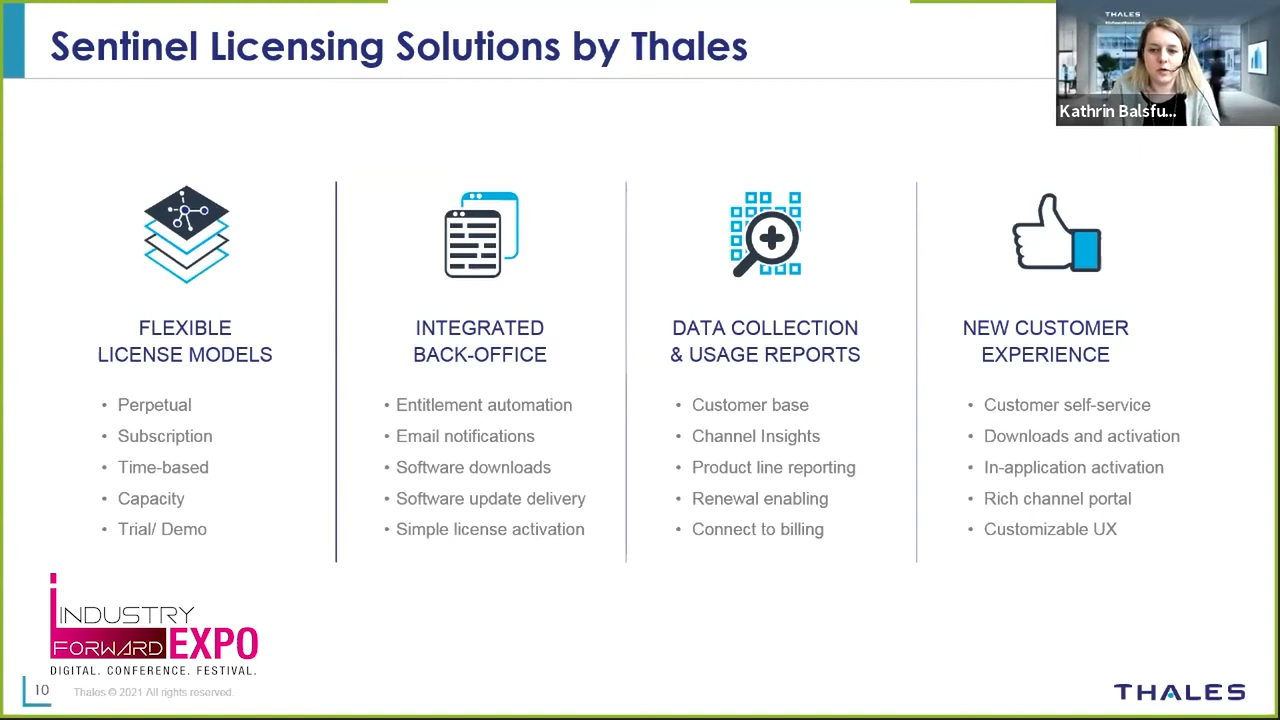 Sentinel Licensing Solutions by Thales
THALES
Kathrin Balsfu...
FLEXIBLE
LICENSE MODELS
• Perpetual
• Subscription
• Time-based
• Capacity
• Trial/ Demo
INTEGRATED
BACK-OFFICE
• Entitlement automation
• Email notifications
• Software downloads
• Software update delivery
• Simple license activation
DATA COLLECTION
& USAGE REPORTS
• Customer base
• Channel Insights
• Product line reporting
• Renewal enabling
• Connect to billing
NEW CUSTOMER
EXPERIENCE
• Customer self-service
• Downloads and activation
• In-application activation
• Rich channel portal
• Customizable UX
INDUSTRY
FORWARD EXPO
DIGITAL. CONFERENCE. FESTIVAL.
10
Thales © 2021 All rights reserved.
THALES